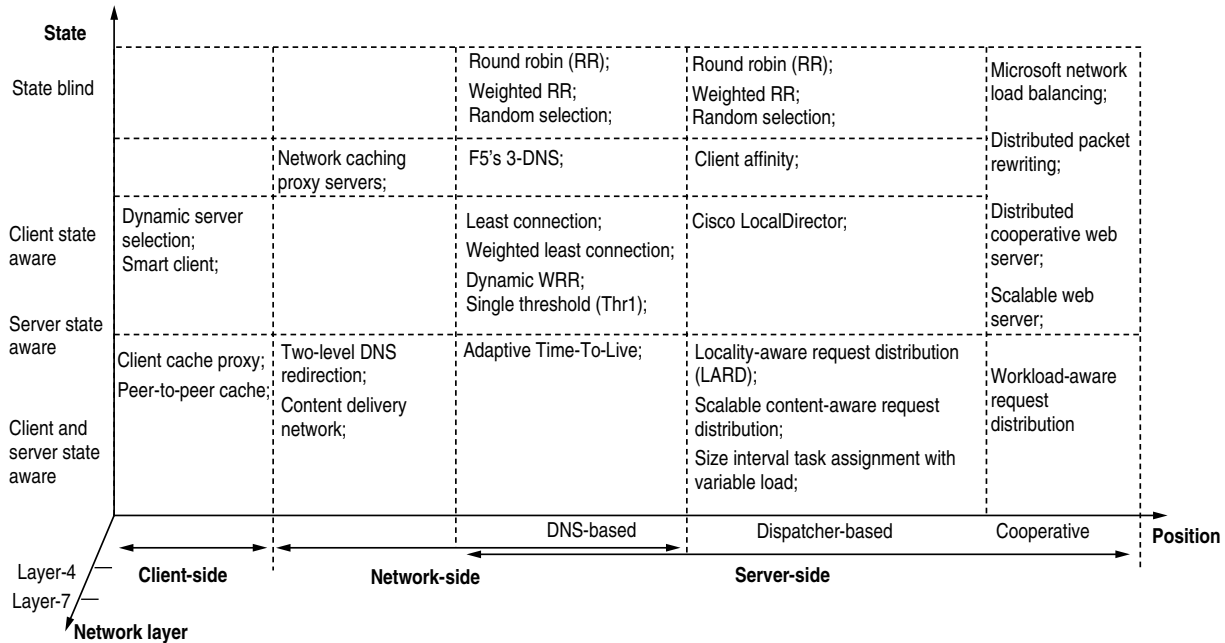 State
State blind
Client state
aware
Server state
aware
Client and
server state
aware
Round robin (RR);
Weighted RR;
Random selection;
Round robin (RR);
Weighted RR;
Random selection;
Microsoft network
load balancing;
Distributed packet
rewriting;
Distributed
cooperative web
server;
Scalable web
server;
Network caching
proxy servers;
F5's 3-DNS;
Client affinity;
Dynamic server
selection;
Smart client;
Least connection;
Weighted least connection;
Dynamic WRR;
Single threshold (Thr1);
Cisco LocalDirector;
Client cache proxy;
Peer-to-peer cache;
Two-level DNS
redirection;
Content delivery
network;
Adaptive Time-To-Live;
Locality-aware request distribution
(LARD);
Scalable content-aware request
distribution;
Size interval task assignment with
variable load;
Workload-aware
request
distribution
DNS-based
Dispatcher-based
Cooperative
Position
Client-side
Network-side
Server-side
Layer-4
Layer-7
Network layer